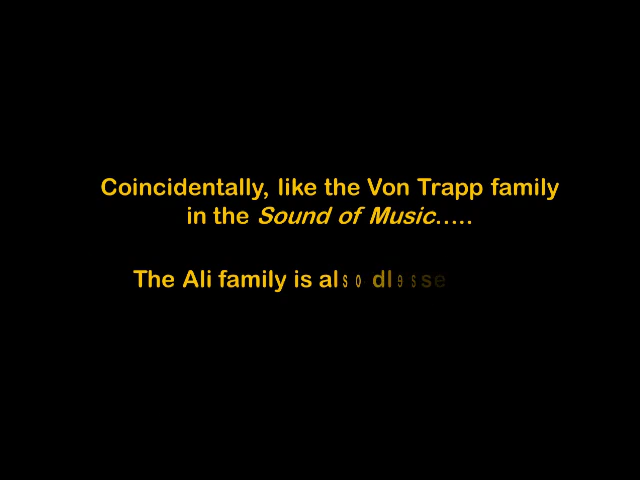 Coincidentally, like the Von Trapp family
in the Sound of Music…..
The Ali family is also